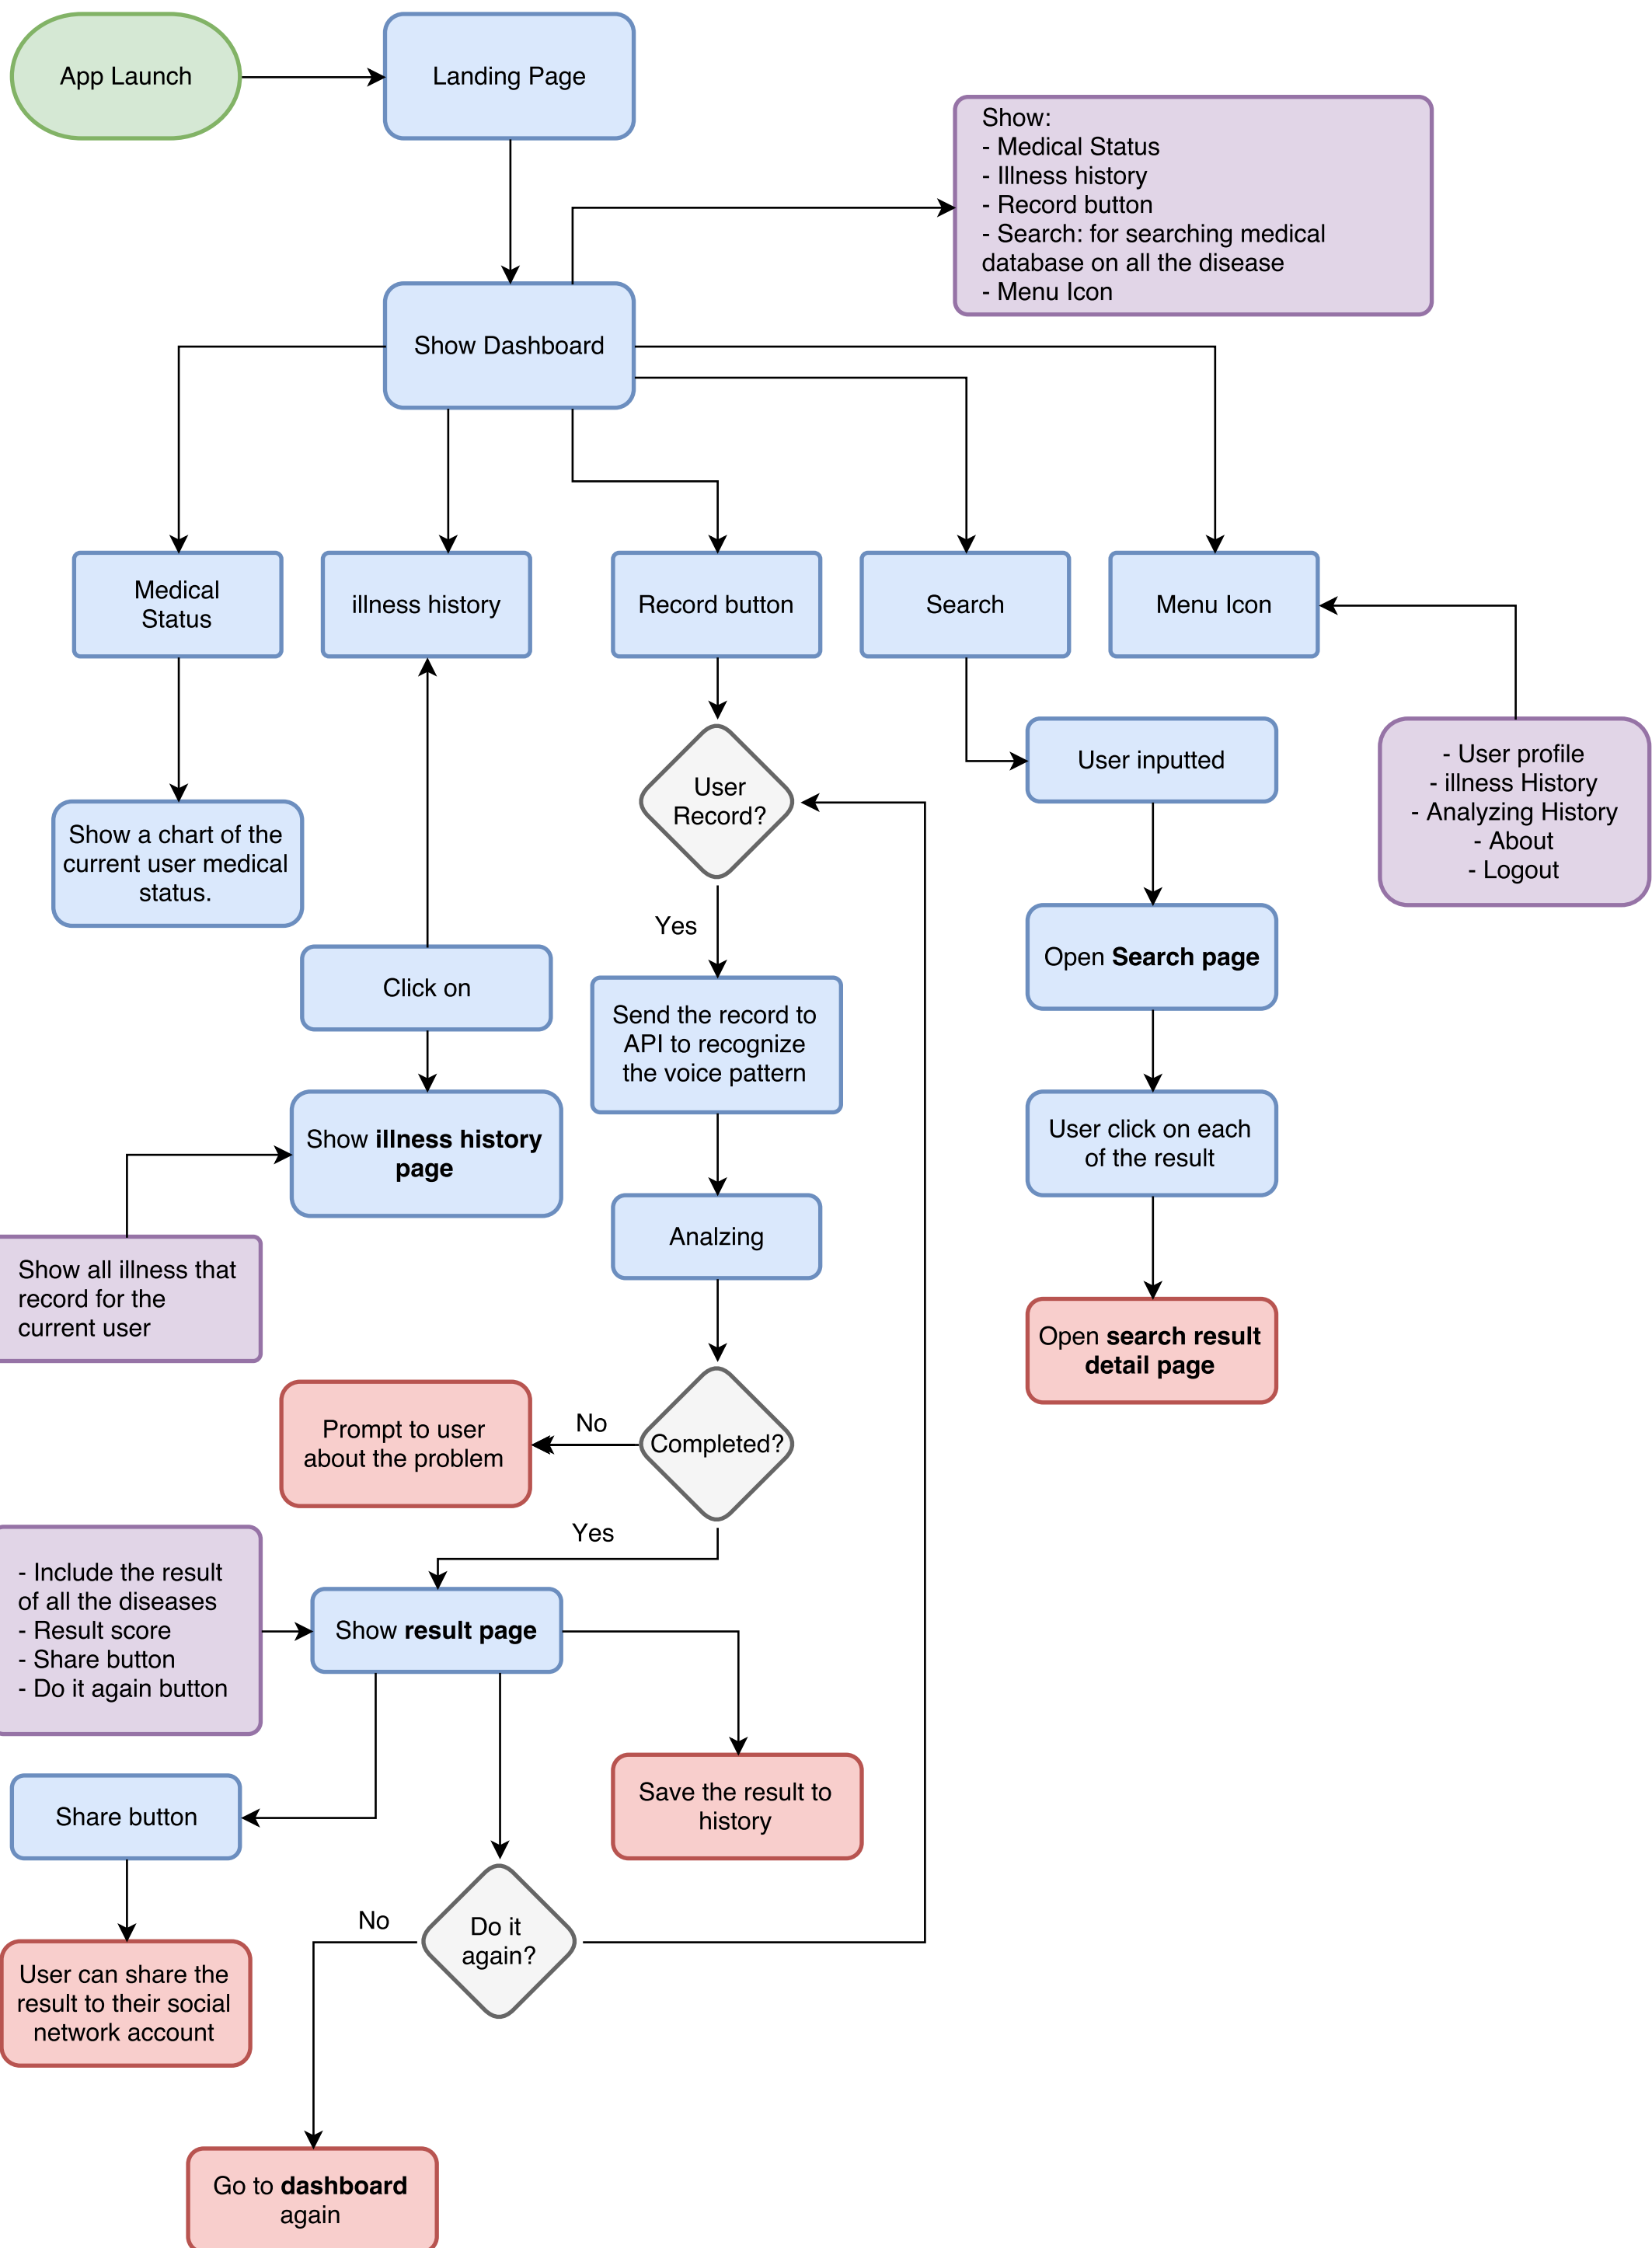 App Launch
Landing Page
Show:
- Medical Status
- Illness history
- Record button
- Search: for searching medical
database on all the disease
- Menu Icon
Show Dashboard
Medical
Status
illness history
Record button
Search
Menu Icon
User
Record?
User inputted
- User profile
- illness History
- Analyzing History
- About
- Logout
Show a chart of the
current user medical
status.
Yes
Click on
Open Search page
Send the record to
API to recognize
the voice pattern
Show illness history
page
User click on each
of the result
Analzing
Show all illness that
record for the
current user
Open search result
detail page
Prompt to user
about the problem
No
Completed?
Yes
- Include the result
of all the diseases
- Result score
- Share button
- Do it again button
Show result page
Save the result to
history
Share button
No
Do it
again?
User can share the
result to their social
network account
Go to dashboard
again